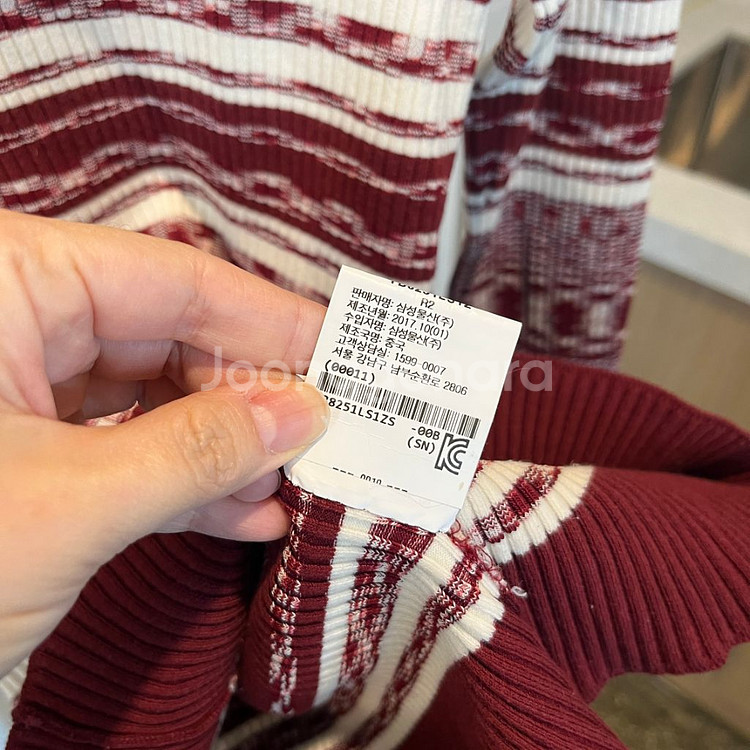 R2
판매자명: 삼성물산(주)
제조년월: 2017.10(01)
수입자명: 삼성물산(주)
제조국명: 중국
고객상담실: 1599-0007
서울 강남구 남부순환로 2806
(00011)
8251LS1ZS -00B
(SN)
--- 0010 ---